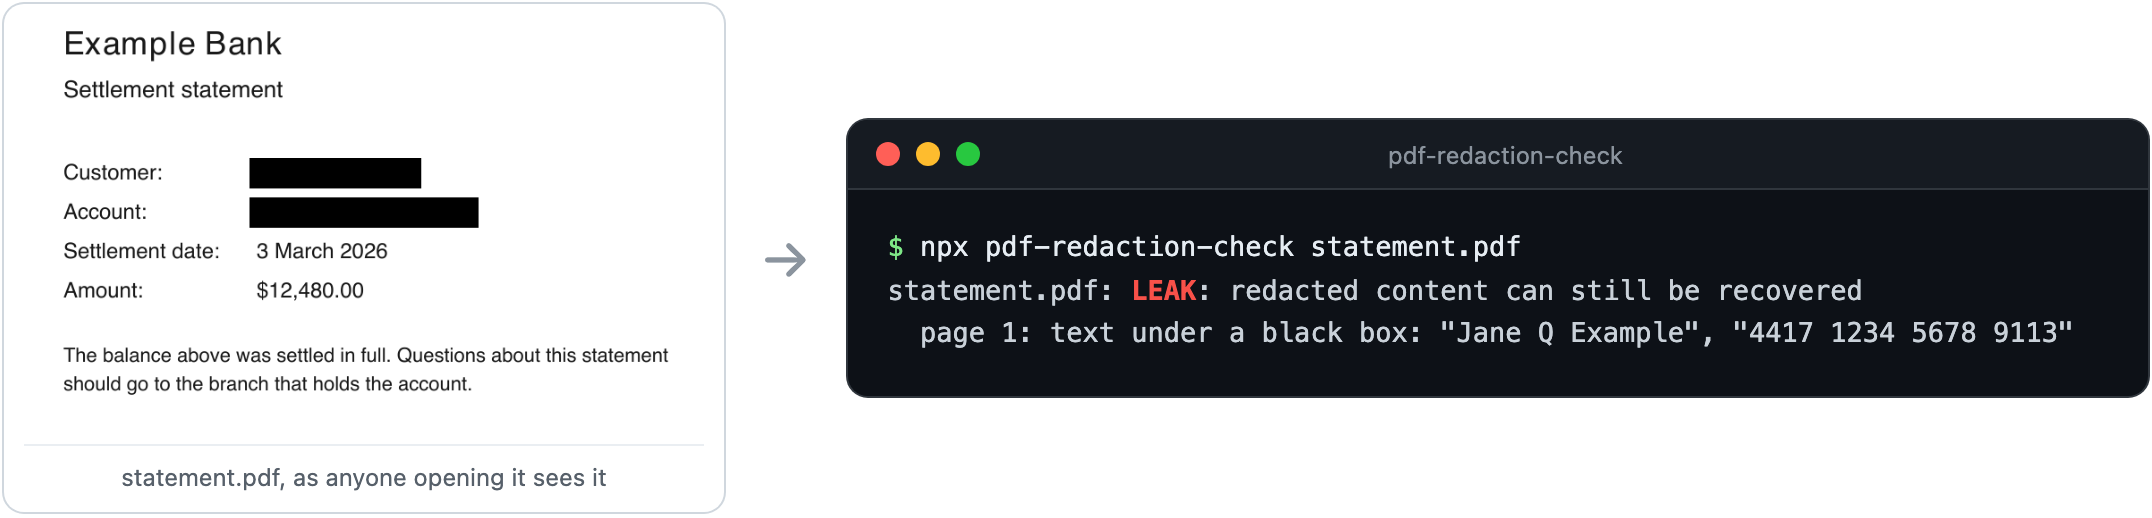 Example Bank
Settlement statement
Customer:
Account:
Settlement date: 3 March 2026
Amount: $12,480.00
The balance above was settled in full. Questions about this statement
should go to the branch that holds the account.
statement.pdf, as anyone opening it sees it
pdf-redaction-check
$ npx pdf-redaction-check statement.pdf
statement.pdf: LEAK: redacted content can still be recovered
page 1: text under a black box: "Jane Q Example", "4417 1234 5678 9113"